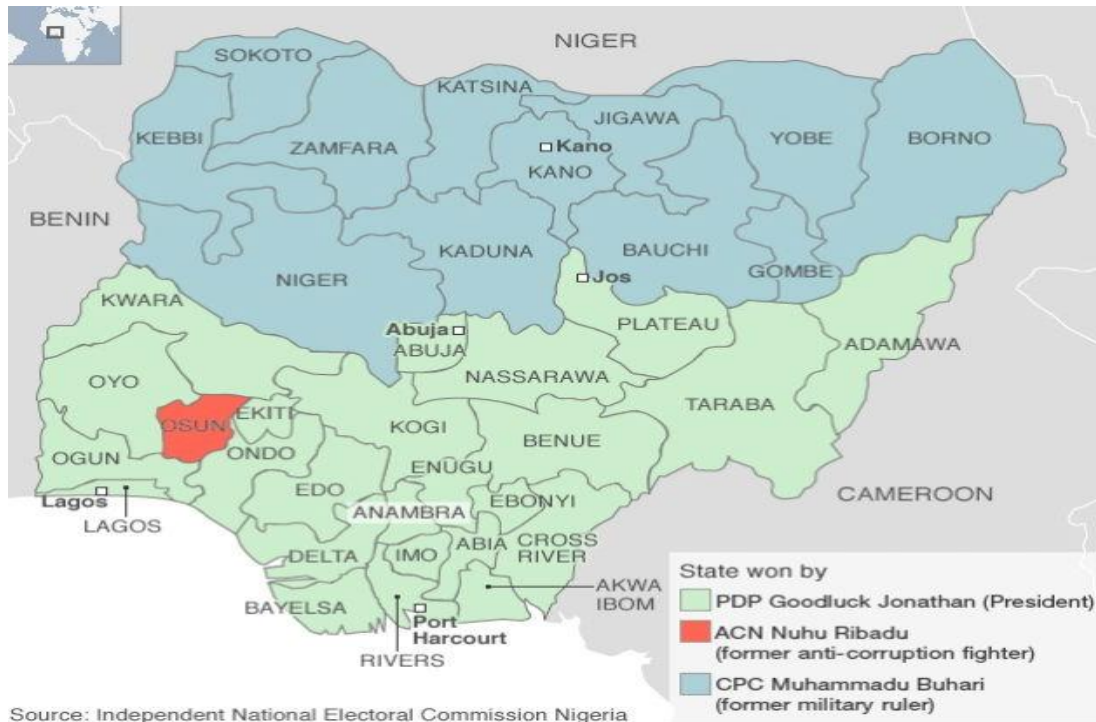 NIGER
SOKOTO
KATSINA
JIGAWA
YOBE
BORNO
KEBBI
ZAMFARA
Kano
KANO
BENIN
KADUNA
BAUCHI
NIGER
GOMBE
Jos
KWARA
Abuja
ABUJA
PLATEAU
ADAMAWA
NASSARAWA
OYO
TARABA
OSUN
EKITI
KOGI
BENUE
OGUN
ONDO
ENUGU
Lagos
EDO
EBONYI
CAMEROON
LAGOS
ANAMBRA
DELTA
IMO
ABIA
CROSS
RIVER
BAYELSA
AKWA
IBOM
Port
Harcourt
RIVERS
State won by
PDP Goodluck Jonathan (President)
ACN Nuhu Ribadu
(former anti-corruption fighter)
CPC Muhammadu Buhari
(former military ruler)
Source: Independent National Electoral Commission Nigeria